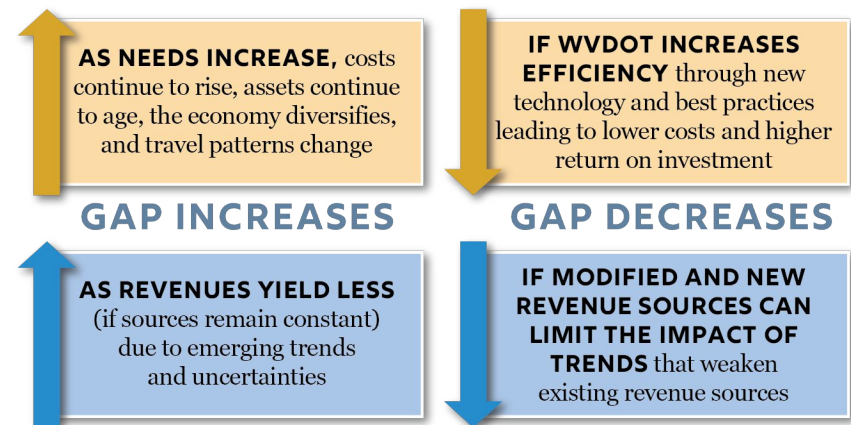 AS NEEDS INCREASE, costs
continue to rise, assets continue
to age, the economy diversifies,
and travel patterns change
IF WVDOT INCREASES
EFFICIENCY through new
technology and best practices
leading to lower costs and higher
return on investment
GAP INCREASES
GAP DECREASES
AS REVENUES YIELD LESS
(if sources remain constant)
due to emerging trends
and uncertainties
IF MODIFIED AND NEW
REVENUE SOURCES CAN
LIMIT THE IMPACT OF
TRENDS that weaken
existing revenue sources